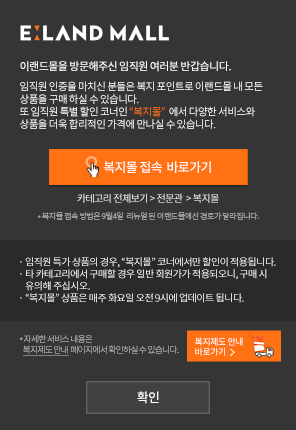 E:LAND MALL
이랜드몰을 방문해주신 임직원 여러분 반갑습니다.
임직원 인증을 마치신 분들은 복지 포인트로 이랜드몰 내 모든
상품을 구매 하실 수 있습니다.
또 임직원 특별 할인 코너인 “복지몰” 에서 다양한 서비스와
상품을 더욱 합리적인 가격에 만나실 수 있습니다.
복지몰 접속 바로가기
카테고리 전체보기 > 전문관 > 복지몰
*복지몰 접속 방법은 9월4일 리뉴얼 된 이랜드몰에선 경로가 달라집니다.
· 임직원 특가 상품의 경우, “복지몰” 코너에서만 할인이 적용됩니다.
· 타 카테고리에서 구매할 경우 일반 회원가가 적용되오니, 구매 시
유의해 주십시오.
· “복지몰” 상품은 매주 화요일 오전 9시에 업데이트 됩니다.
*자세한 서비스 내용은
복지제도 안내 페이지에서 확인하실 수 있습니다.
복지제도 안내
바로가기 >
확인